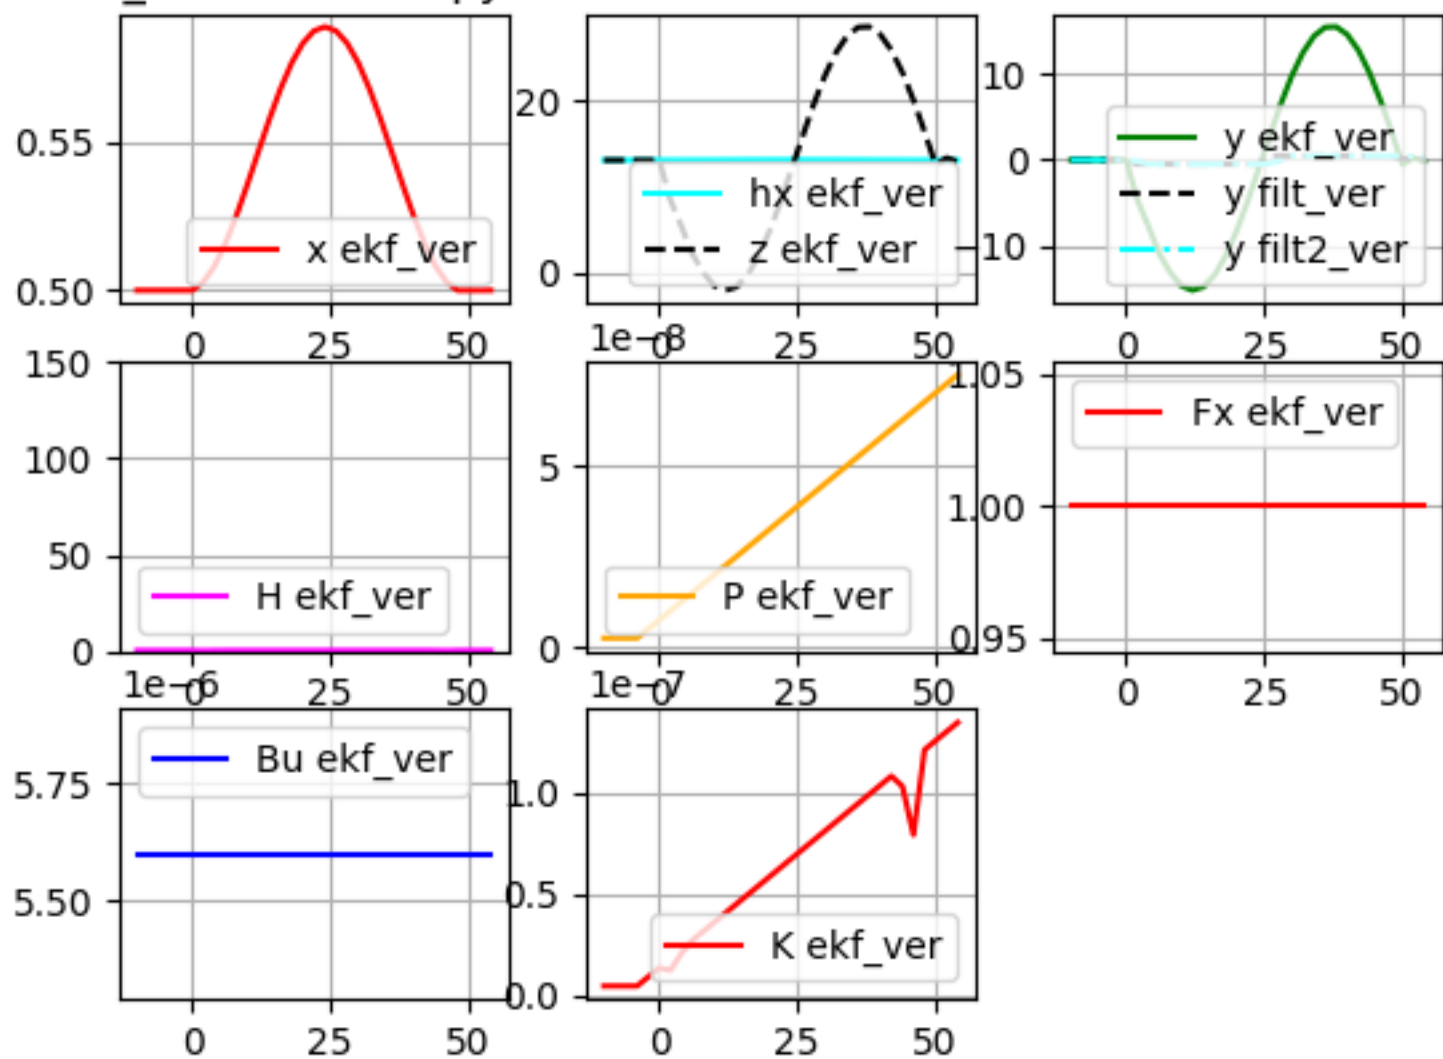 0.55
0.50
x ekf_ver
0 25 50
20
0
hx ekf_ver
z ekf_ver
0 25 50
10
0
−10
y ekf_ver
y filt_ver
y filt2_ver
0 25 50
150
100
50
0
H ekf_ver
0 25 50
1e−8
5
0
P ekf_ver
0 25 50
1.05
1.00
0.95
Fx ekf_ver
0 25 50
1e−6
5.75
5.50
Bu ekf_ver
0 25 50
1e−7
1.0
0.5
0.0
K ekf_ver
0 25 50